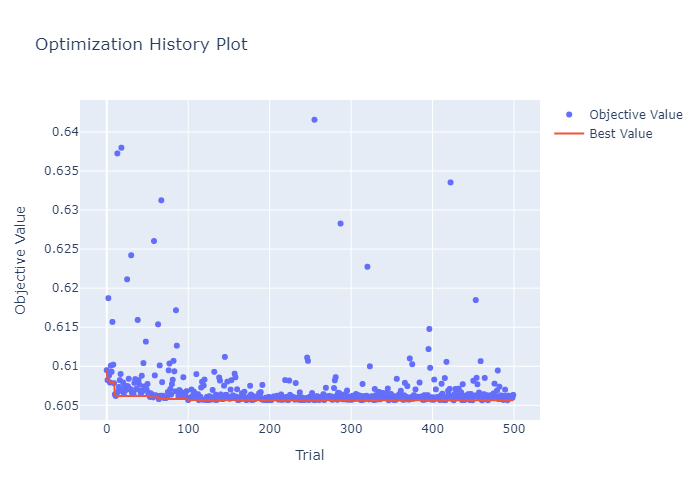 Optimization History Plot
Objective Value
Best Value
0.64
0.635
0.63
0.625
0.62
0.615
0.61
0.605
Objective Value
0
100
200
300
400
500
Trial